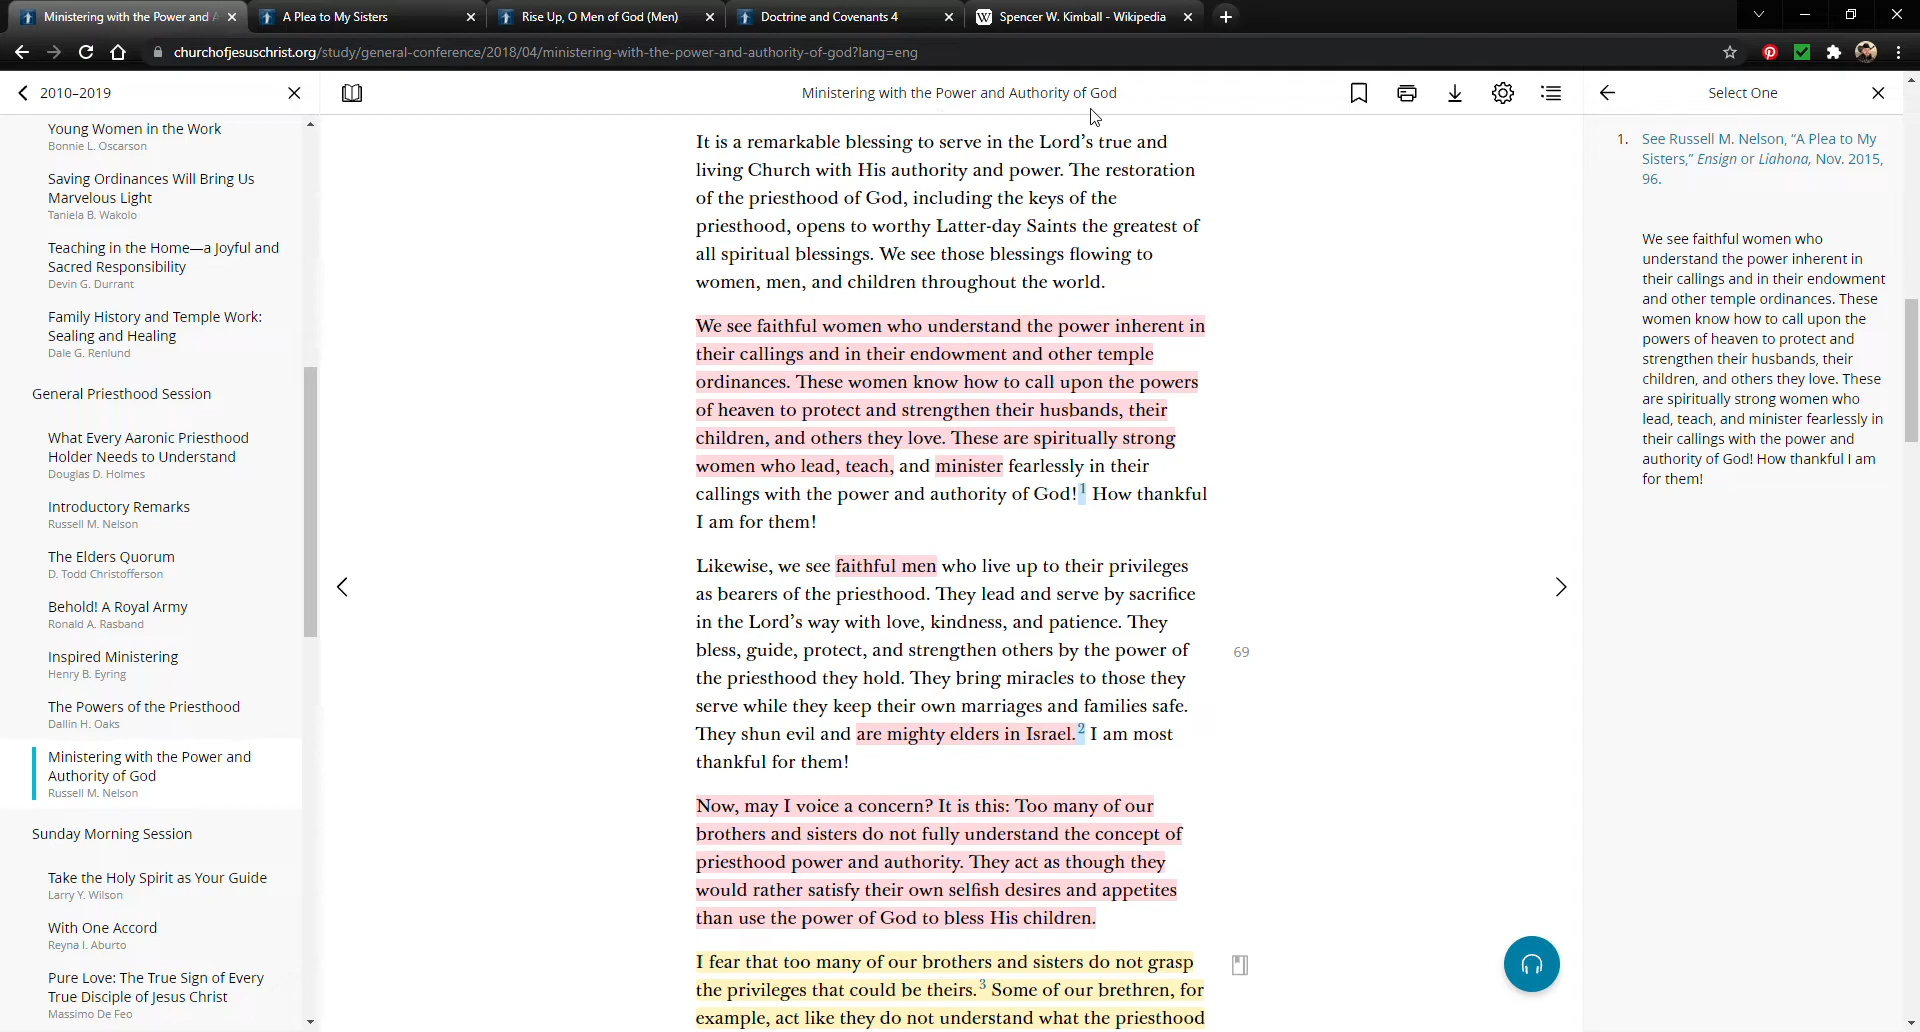 Ministering with the Power and A
A Plea to My Sisters
Rise Up, O Men of God (Men)
Doctrine and Covenants 4
Spencer W. Kimball - Wikipedia
churchofjesuschrist.org/study/general-conference/2018/04/ministering-with-the-power-and-authority-of-god?lang=eng
2010–2019
Young Women in the Work
Bonnie L. Oscarson
Saving Ordinances Will Bring Us
Marvelous Light
Taniela B. Wakolo
Teaching in the Home—a Joyful and
Sacred Responsibility
Devin G. Durrant
Family History and Temple Work:
Sealing and Healing
Dale G. Renlund
General Priesthood Session
What Every Aaronic Priesthood
Holder Needs to Understand
Douglas D. Holmes
Introductory Remarks
Russell M. Nelson
The Elders Quorum
D. Todd Christofferson
Behold! A Royal Army
Ronald A. Rasband
Inspired Ministering
Henry B. Eyring
The Powers of the Priesthood
Dallin H. Oaks
Ministering with the Power and
Authority of God
Russell M. Nelson
Sunday Morning Session
Take the Holy Spirit as Your Guide
Larry Y. Wilson
With One Accord
Reyna I. Aburto
Pure Love: The True Sign of Every
True Disciple of Jesus Christ
Massimo De Feo
Ministering with the Power and Authority of God
It is a remarkable blessing to serve in the Lord’s true and
living Church with His authority and power. The restoration
of the priesthood of God, including the keys of the
priesthood, opens to worthy Latter-day Saints the greatest of
all spiritual blessings. We see those blessings flowing to
women, men, and children throughout the world.
We see faithful women who understand the power inherent in
their callings and in their endowment and other temple
ordinances. These women know how to call upon the powers
of heaven to protect and strengthen their husbands, their
children, and others they love. These are spiritually strong
women who lead, teach, and minister fearlessly in their
callings with the power and authority of God!1 How thankful
I am for them!
Likewise, we see faithful men who live up to their privileges
as bearers of the priesthood. They lead and serve by sacrifice
in the Lord’s way with love, kindness, and patience. They
bless, guide, protect, and strengthen others by the power of
the priesthood they hold. They bring miracles to those they
serve while they keep their own marriages and families safe.
They shun evil and are mighty elders in Israel.2 I am most
thankful for them!
69
Now, may I voice a concern? It is this: Too many of our
brothers and sisters do not fully understand the concept of
priesthood power and authority. They act as though they
would rather satisfy their own selfish desires and appetites
than use the power of God to bless His children.
I fear that too many of our brothers and sisters do not grasp
the privileges that could be theirs.3 Some of our brethren, for
example, act like they do not understand what the priesthood
Select One
1. See Russell M. Nelson, “A Plea to My
Sisters,” Ensign or Liahona, Nov. 2015,
96.
We see faithful women who
understand the power inherent in
their callings and in their endowment
and other temple ordinances. These
women know how to call upon the
powers of heaven to protect and
strengthen their husbands, their
children, and others they love. These
are spiritually strong women who
lead, teach, and minister fearlessly in
their callings with the power and
authority of God! How thankful I am
for them!